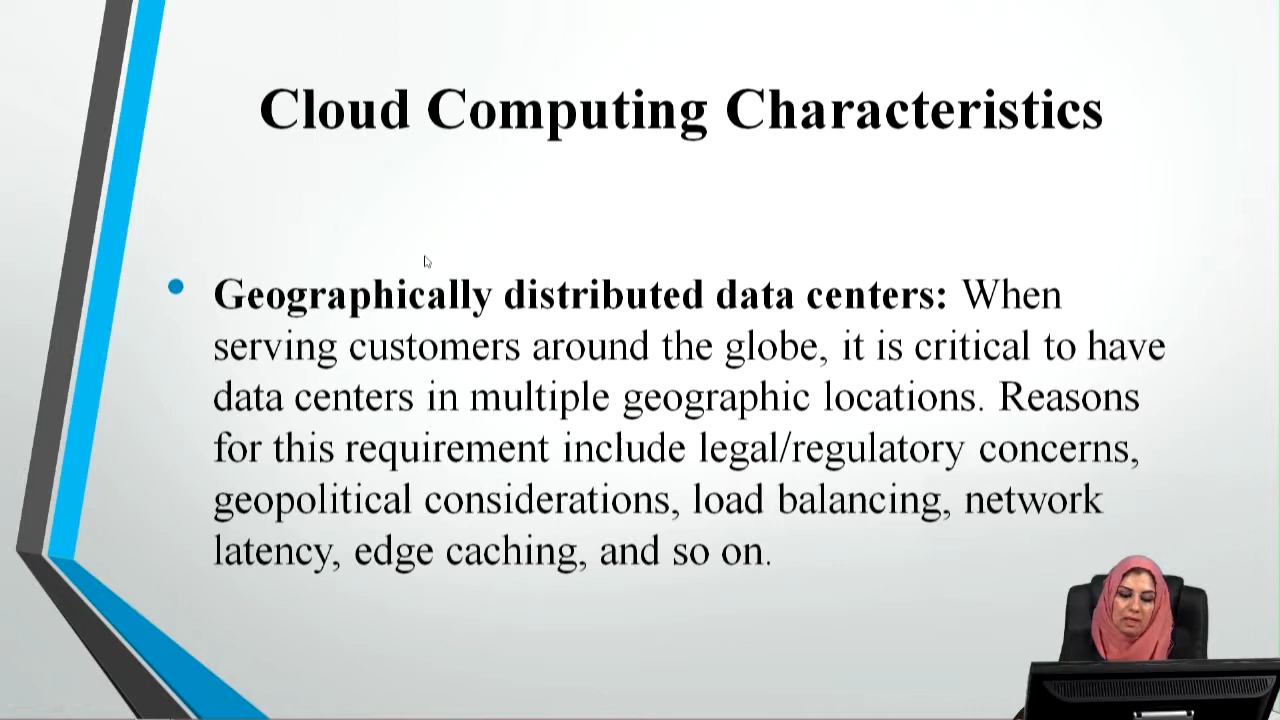 Cloud Computing Characteristics
Geographically distributed data centers: When
serving customers around the globe, it is critical to have
data centers in multiple geographic locations. Reasons
for this requirement include legal/regulatory concerns,
geopolitical considerations, load balancing, network
latency, edge caching, and so on.